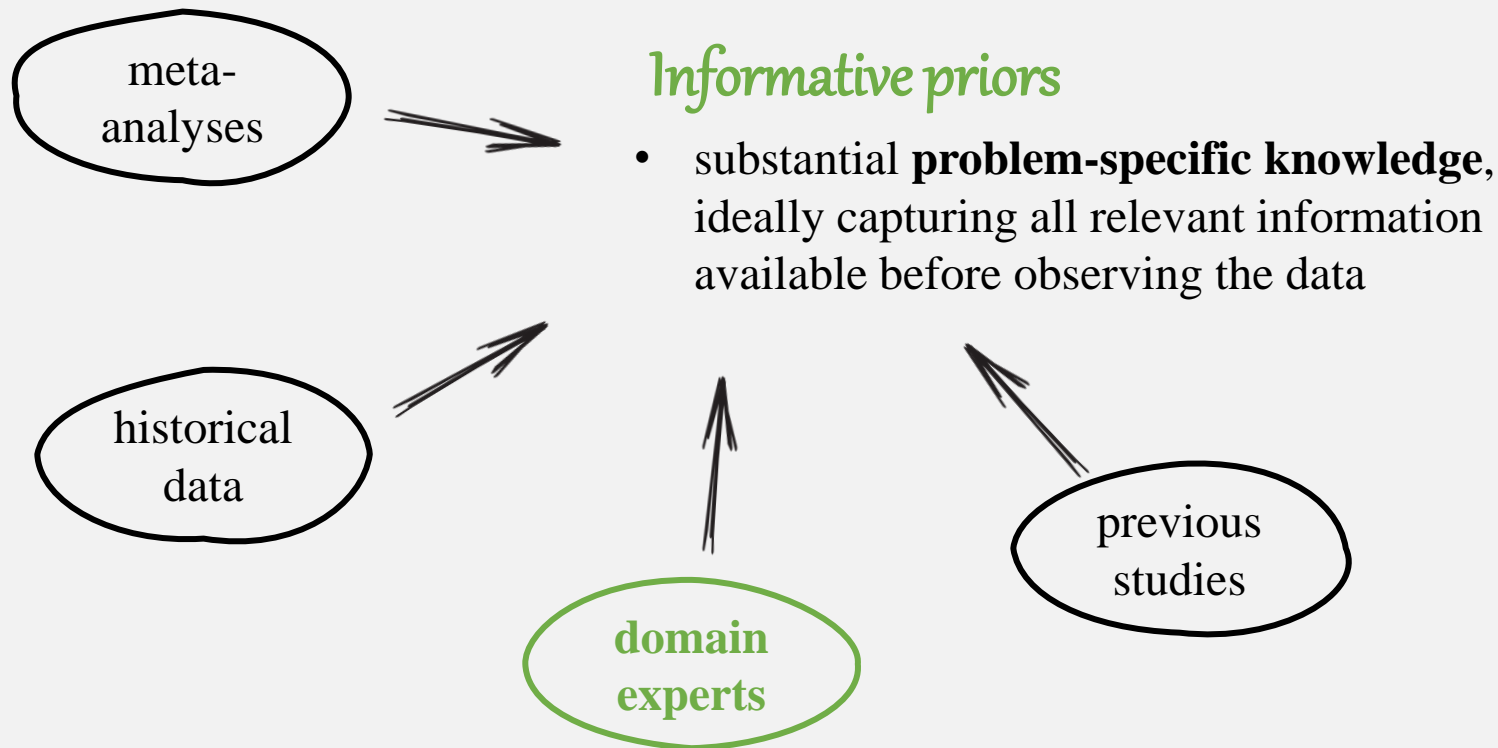 meta-
analyses
Informative priors
• substantial problem-specific knowledge,
ideally capturing all relevant information
available before observing the data
historical
data
domain
experts
previous
studies